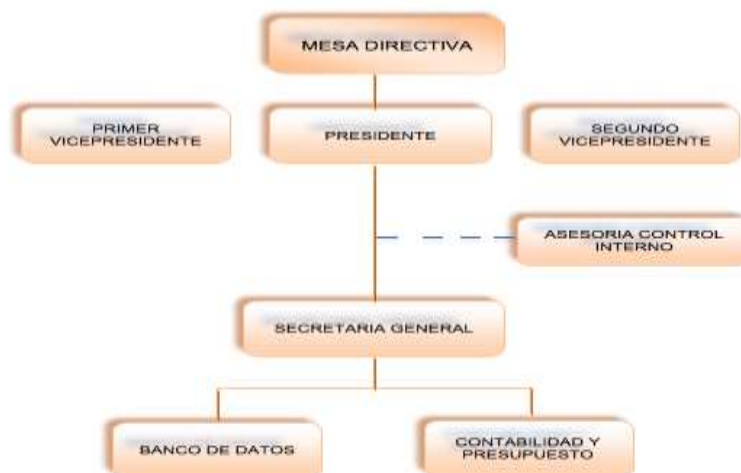 MESA DIRECTIVA
PRIMER
VICEPRESIDENTE
PRESIDENTE
SEGUNDO
VICEPRESIDENTE
ASESORIA CONTROL
INTERNO
SECRETARIA GENERAL
BANCO DE DATOS
CONTABILIDAD Y
PRESUPUESTO